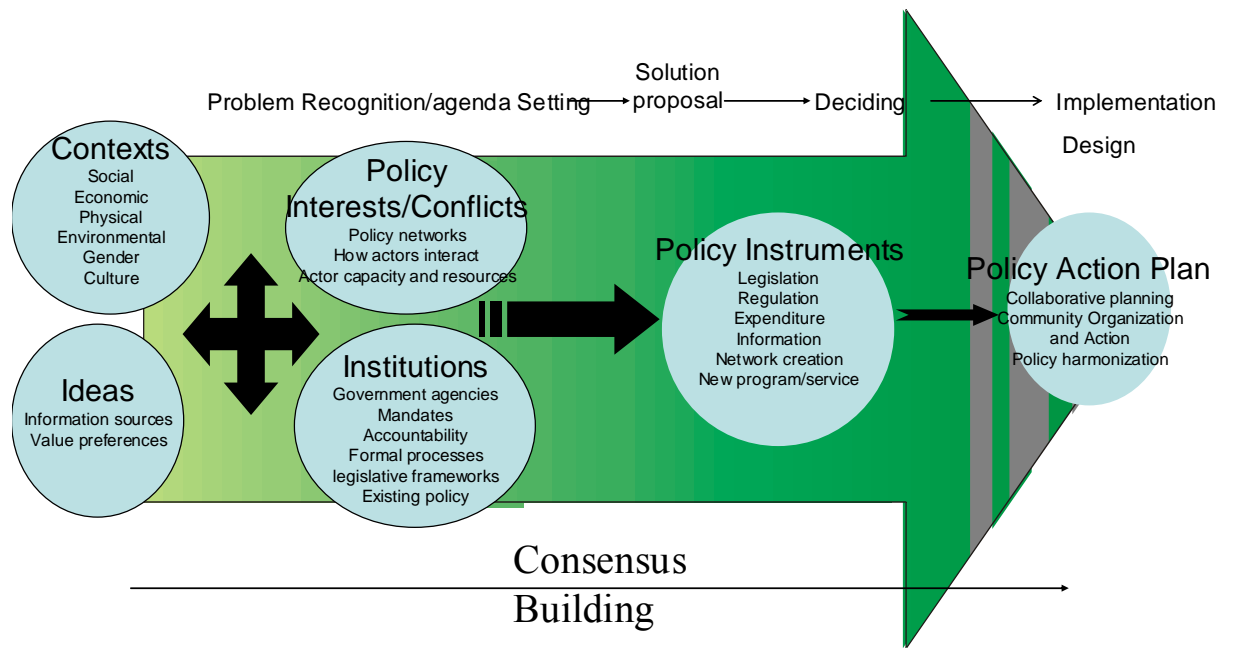 Problem Recognition/agenda Setting
Solution
proposal
Deciding
Implementation
Design
Contexts
Social
Economic
Physical
Environmental
Gender
Culture
Policy
Interests/Conflicts
Policy networks
How actors interact
Actor capacity and resources
Ideas
Information sources
Value preferences
Institutions
Government agencies
Mandates
Accountability
Formal processes
legislative frameworks
Existing policy
Policy Instruments
Legislation
Regulation
Expenditure
Information
Network creation
New program/service
Policy Action Plan
Collaborative planning
Community Organization
and Action
Policy harmonization
Consensus
Building